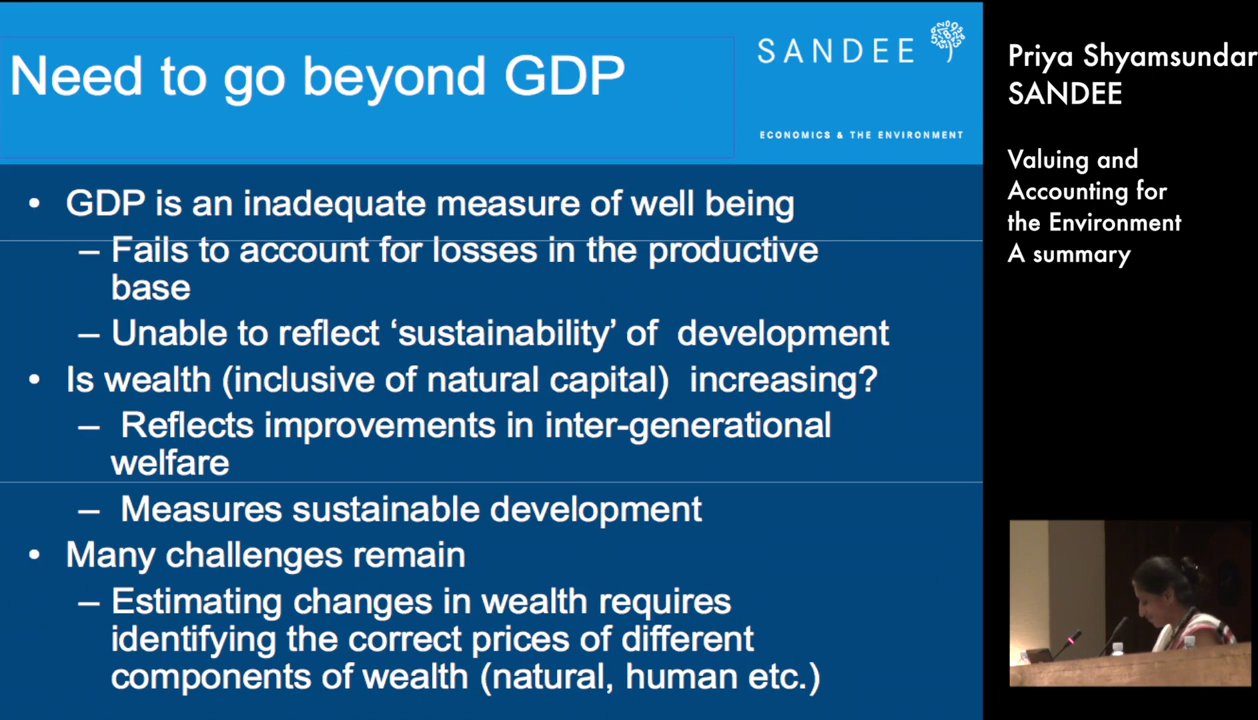 Need to go beyond GDP
SANDEE
ECONOMICS & THE ENVIRONMENT
• GDP is an inadequate measure of well being
– Fails to account for losses in the productive
base
– Unable to reflect ‘sustainability’ of development
• Is wealth (inclusive of natural capital) increasing?
– Reflects improvements in inter-generational
welfare
– Measures sustainable development
• Many challenges remain
– Estimating changes in wealth requires
identifying the correct prices of different
components of wealth (natural, human etc.)
Priya Shyamsundar
SANDEE
Valuing and
Accounting for
the Environment
A summary